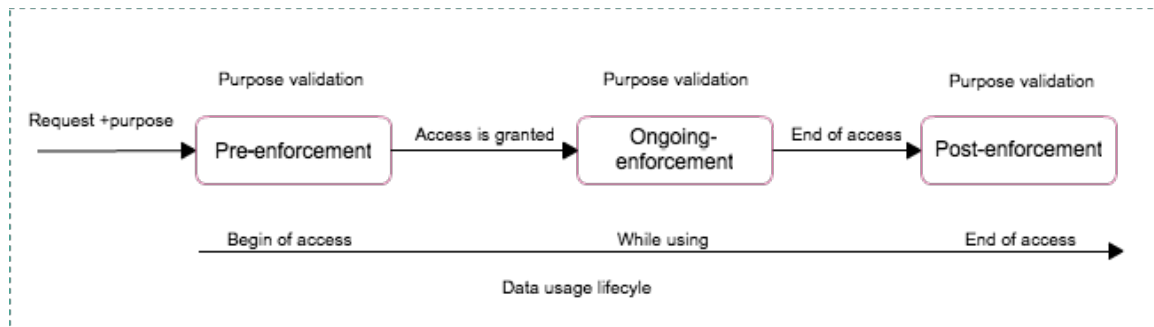 Purpose validation
Purpose validation
Purpose validation
Request +purpose
Pre-enforcement
Access is granted
Ongoing-
enforcement
End of access
Post-enforcement
Begin of access
While using
End of access
Data usage lifecyle